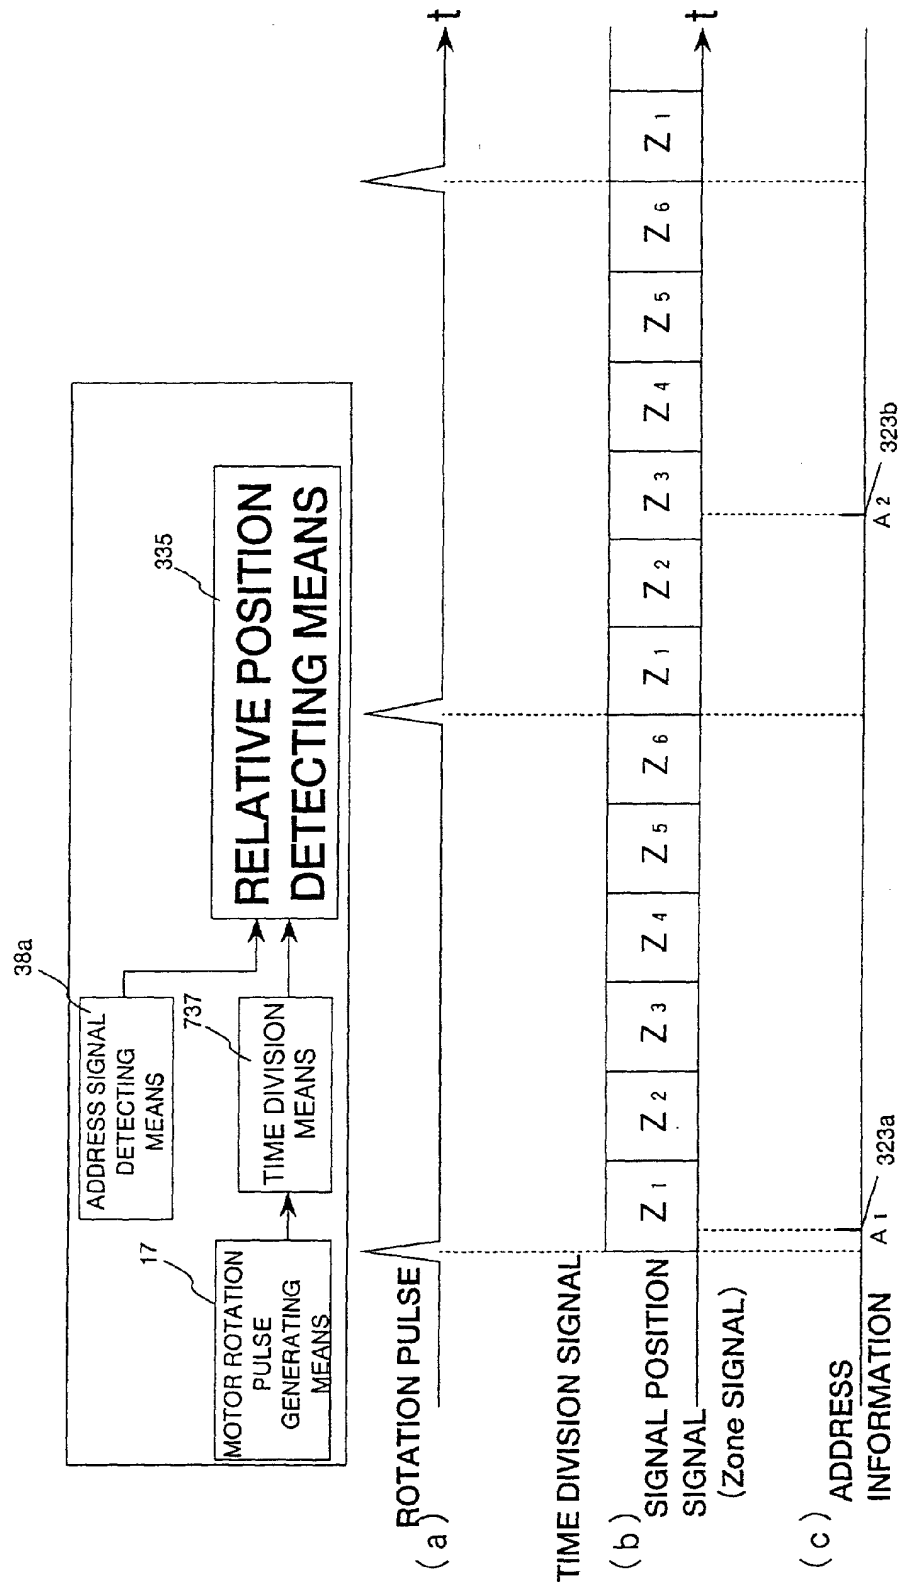 38a
ADDRESS SIGNAL
DETECTING
MEANS
335
RELATIVE POSITION
DETECTING MEANS
17
MOTOR ROTATION
PULSE
GENERATING
MEANS
737
TIME DIVISION
MEANS
ROTATION PULSE
(a)
t
TIME DIVISION SIGNAL
(b)
SIGNAL POSITION
SIGNAL
(Zone SIGNAL)
Z1 Z2 Z3 Z4 Z5 Z6 Z1 Z2 Z3 Z4 Z5 Z6 Z1
t
(c)
ADDRESS
INFORMATION
A1
323a
A2
323b